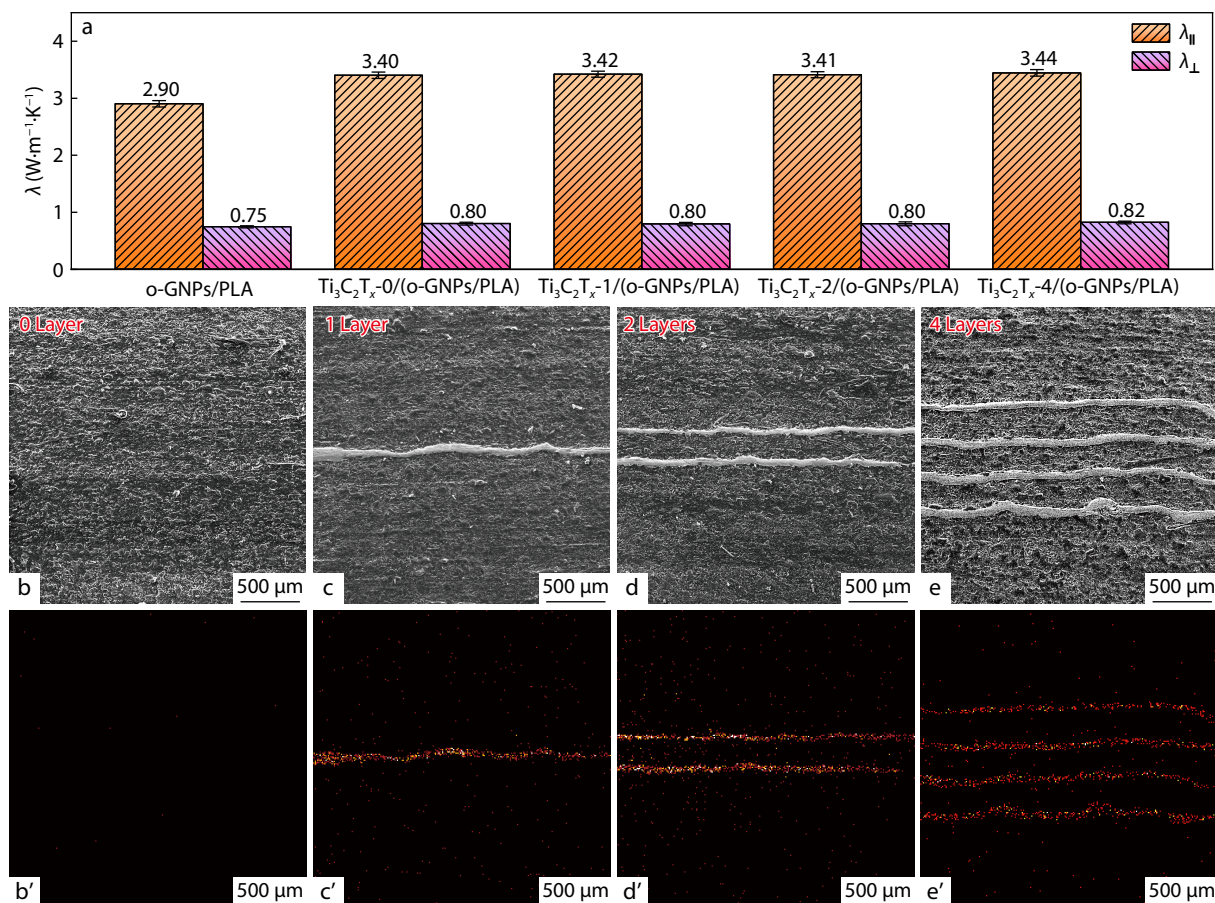 a
λ∥
λ⊥
λ (W·m⁻¹·K⁻¹)
4
3
2
1
0
2.90
0.75
3.40
0.80
3.42
0.80
3.41
0.80
3.44
0.82
o-GNPs/PLA
Ti₃C₂Tₓ-0/(o-GNPs/PLA)
Ti₃C₂Tₓ-1/(o-GNPs/PLA)
Ti₃C₂Tₓ-2/(o-GNPs/PLA)
Ti₃C₂Tₓ-4/(o-GNPs/PLA)
0 Layer
1 Layer
2 Layers
4 Layers
b
500 μm
c
500 μm
d
500 μm
e
500 μm
b′
500 μm
c′
500 μm
d′
500 μm
e′
500 μm